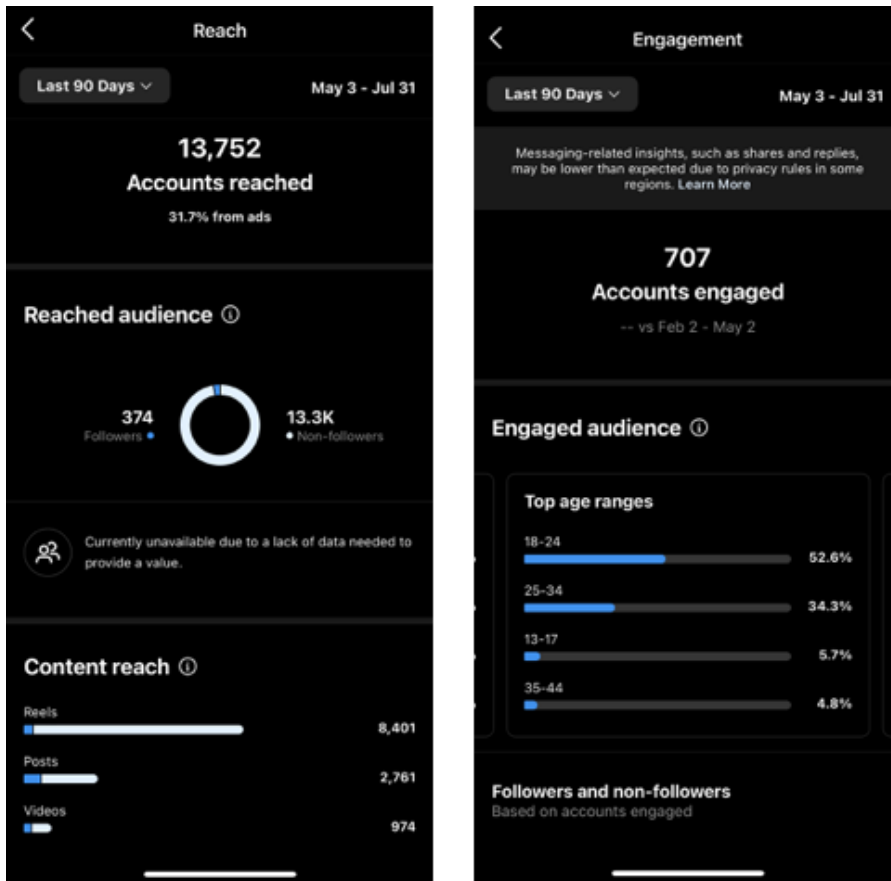 Reach
Last 90 Days
May 3 - Jul 31
13,752
Accounts reached
31.7% from ads
Reached audience
374
Followers
13.3K
Non-followers
Currently unavailable due to a lack of data needed to
provide a value.
Content reach
Reels
8,401
Posts
2,761
Videos
974
Engagement
Last 90 Days
May 3 - Jul 31
Messaging-related insights, such as shares and replies,
may be lower than expected due to privacy rules in some
regions. Learn More
707
Accounts engaged
-- vs Feb 2 - May 2
Engaged audience
Top age ranges
18-24
52.6%
25-34
34.3%
13-17
5.7%
35-44
4.8%
Followers and non-followers
Based on accounts engaged